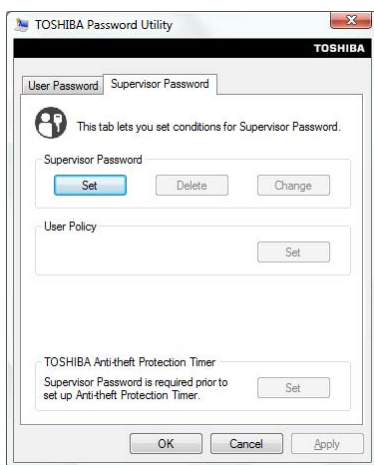 TOSHIBA Password Utility
TOSHIBA
User Password
Supervisor Password
This tab lets you set conditions for Supervisor Password.
Supervisor Password
Set
Delete
Change
User Policy
Set
TOSHIBA Anti-theft Protection Timer
Supervisor Password is required prior to
set up Anti-theft Protection Timer.
Set
OK
Cancel
Apply